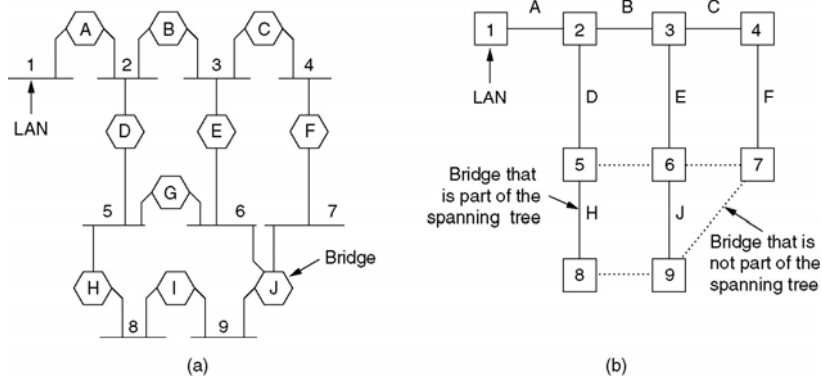 A
B
C
1
2
3
4
LAN
D
E
F
G
5
6
7
Bridge
H
I
J
8
9
(a)
A
B
C
1
2
3
4
LAN
D
E
F
5
6
7
Bridge that
is part of the
spanning tree
H
J
Bridge that is
not part of the
spanning tree
8
9
(b)